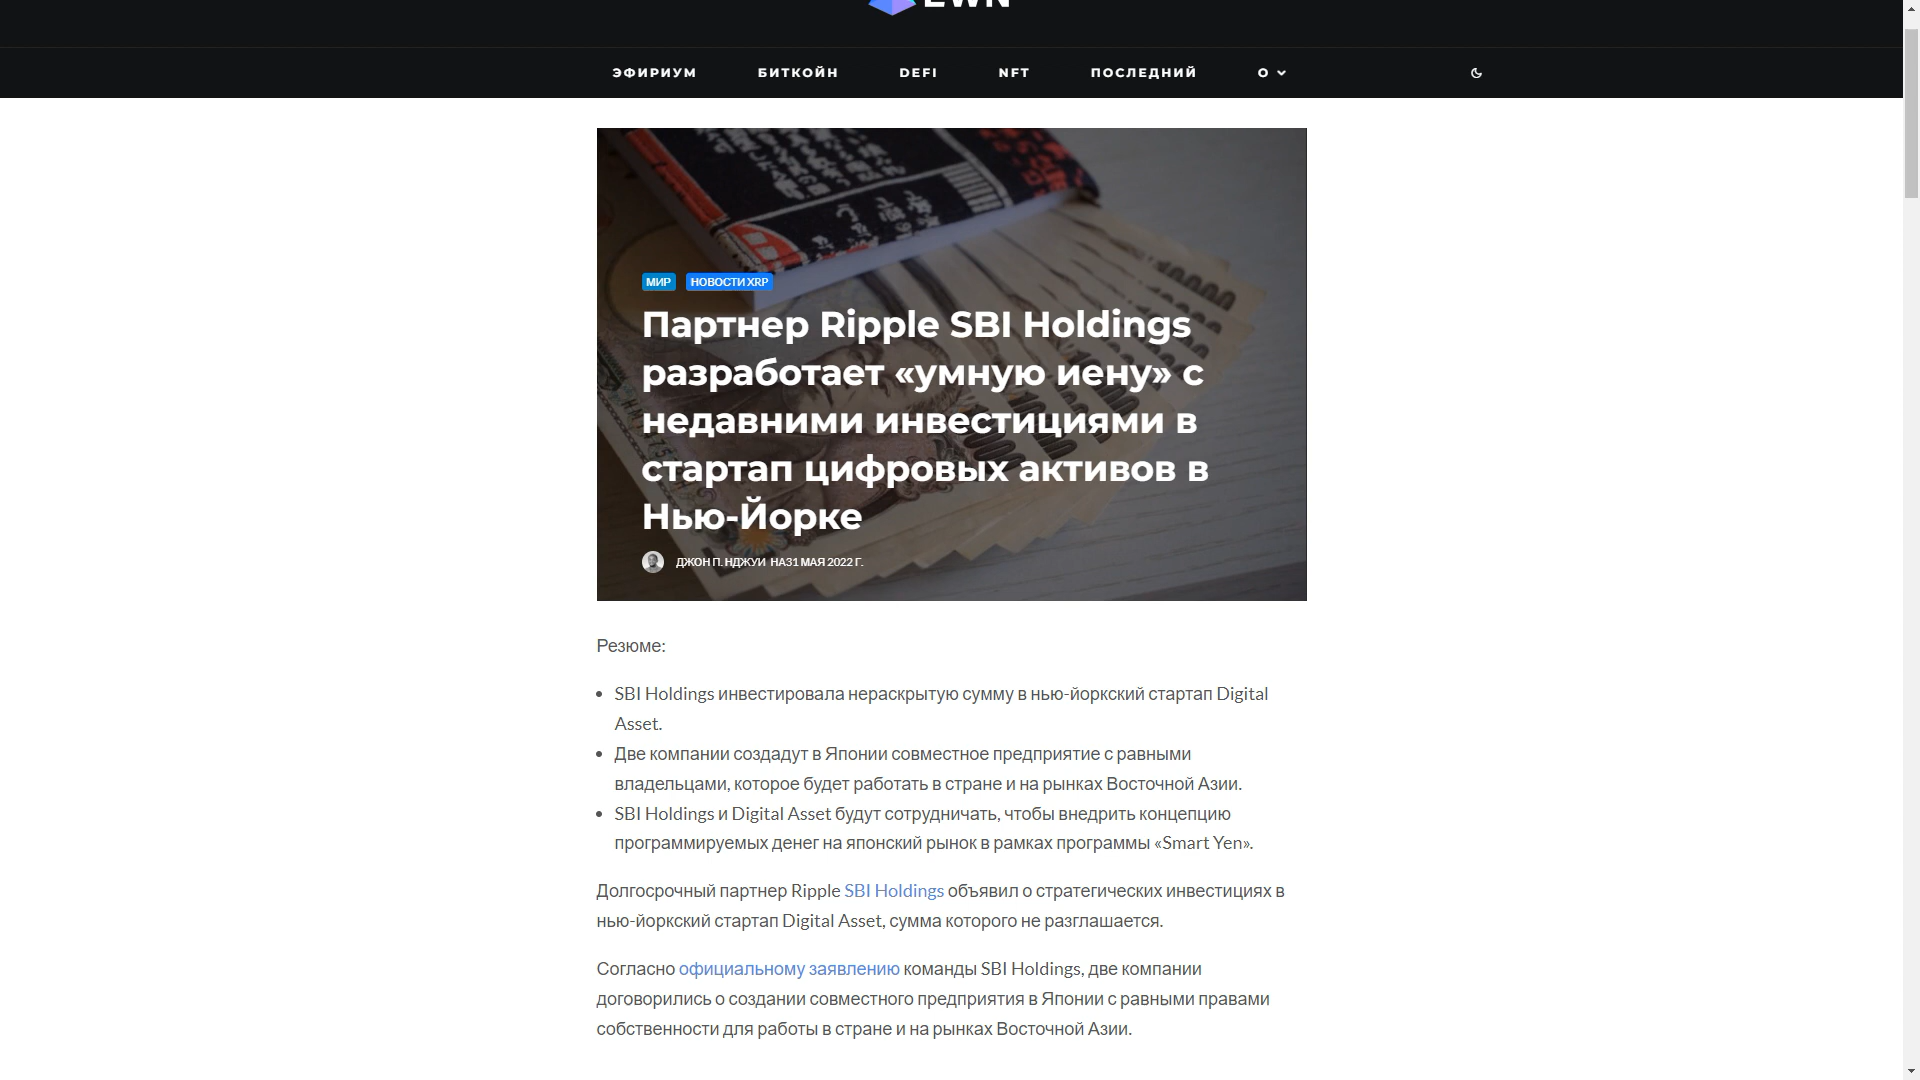 EWN
ЭФИРИУМ БИТКОЙН DEFI NFT ПОСЛЕДНИЙ О
МИР НОВОСТИ XRP
Партнер Ripple SBI Holdings
разработает «умную иену» с
недавними инвестициями в
стартап цифровых активов в
Нью-Йорке
ДЖОН П. НДЖУИ НА31 МАЯ 2022 Г.
Резюме:
SBI Holdings инвестировала нераскрытую сумму в нью-йоркский стартап Digital
Asset.
Две компании создадут в Японии совместное предприятие с равными
владельцами, которое будет работать в стране и на рынках Восточной Азии.
SBI Holdings и Digital Asset будут сотрудничать, чтобы внедрить концепцию
программируемых денег на японский рынок в рамках программы «Smart Yen».
Долгосрочный партнер Ripple SBI Holdings объявил о стратегических инвестициях в
нью-йоркский стартап Digital Asset, сумма которого не разглашается.
Согласно официальному заявлению команды SBI Holdings, две компании
договорились о создании совместного предприятия в Японии с равными правами
собственности для работы в стране и на рынках Восточной Азии.